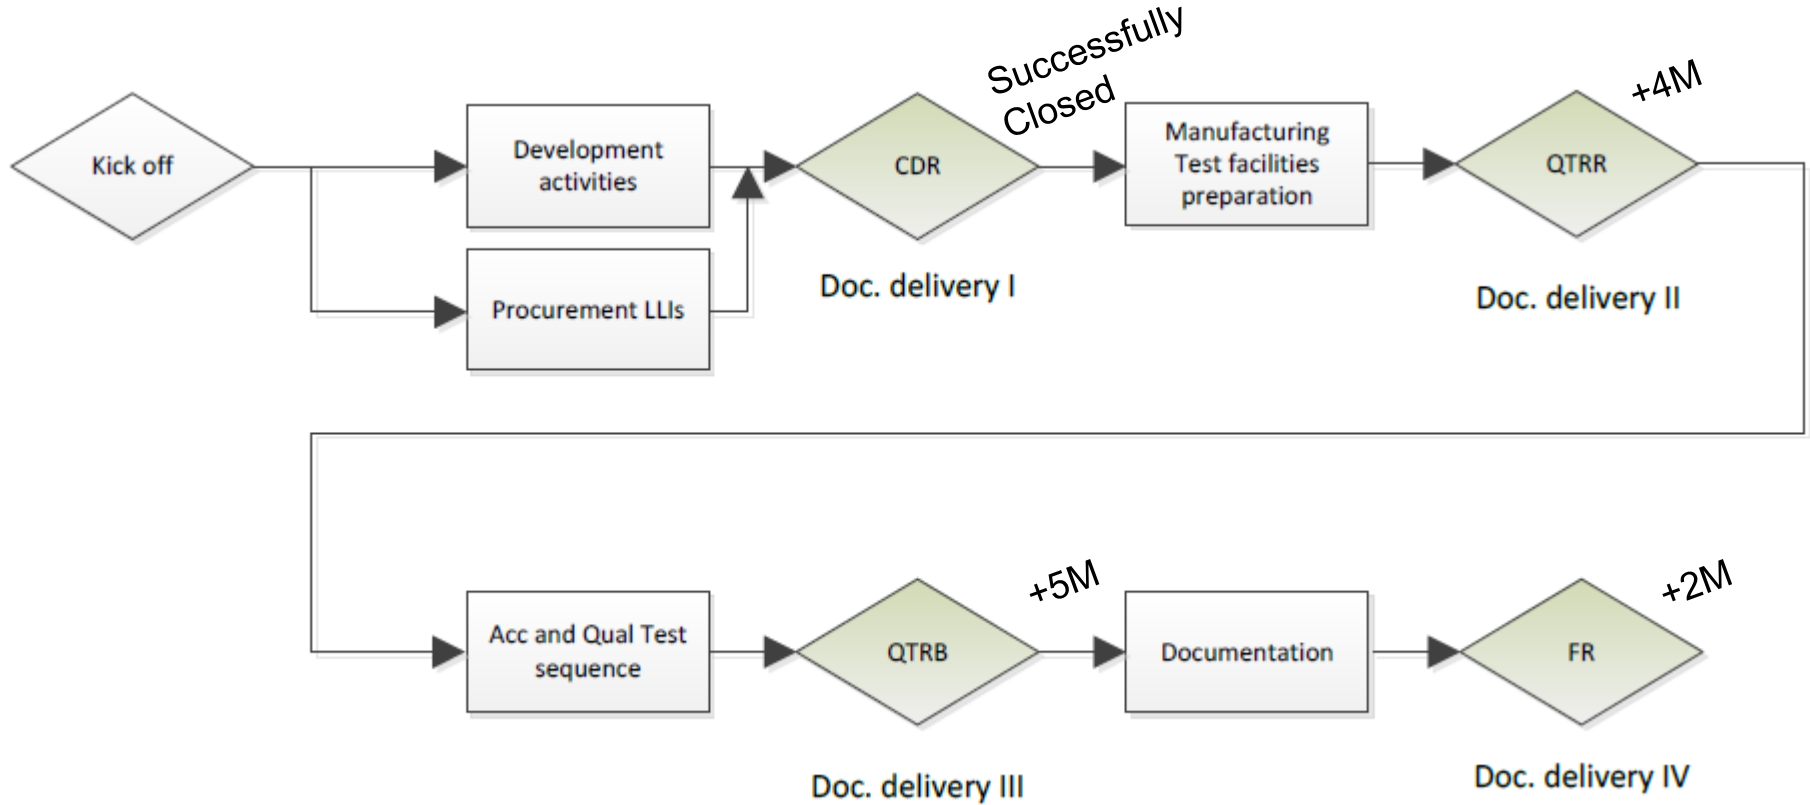 Successfully
Closed
+4M
Kick off
Development
activities
CDR
Manufacturing
Test facilities
preparation
QTRR
Procurement LLIs
Doc. delivery I
Doc. delivery II
+5M
+2M
Acc and Qual Test
sequence
QTRB
Documentation
FR
Doc. delivery III
Doc. delivery IV